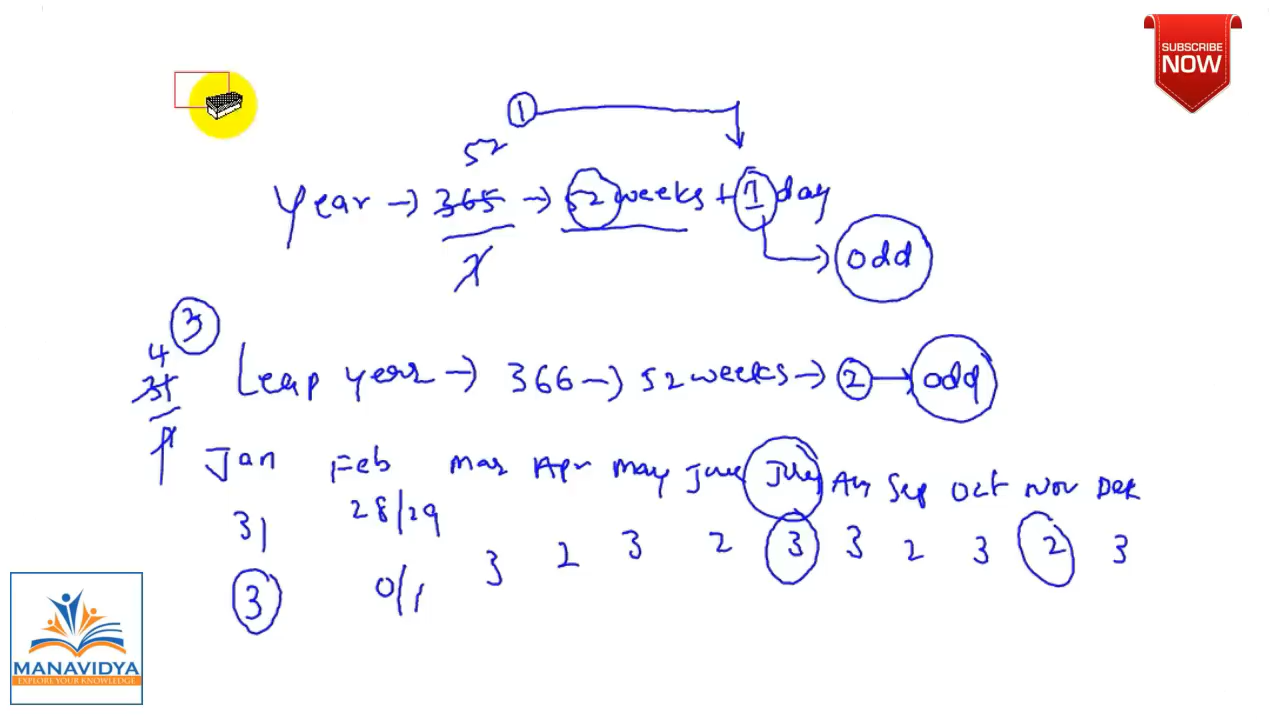 SUBSCRIBE
NOW
1
52
Year → 365 → 52 weeks + 1 day
7
odd
3
4
31
7
Leap year → 366 → 52 weeks → 2 → odd
Jan Feb Mar Apr May June July Aug Sep Oct Nov Dec
31 28/29
3 0/1 3 2 3 2 3 3 2 3 2 3
MANAVIDYA
EXPLORE YOUR KNOWLEDGE